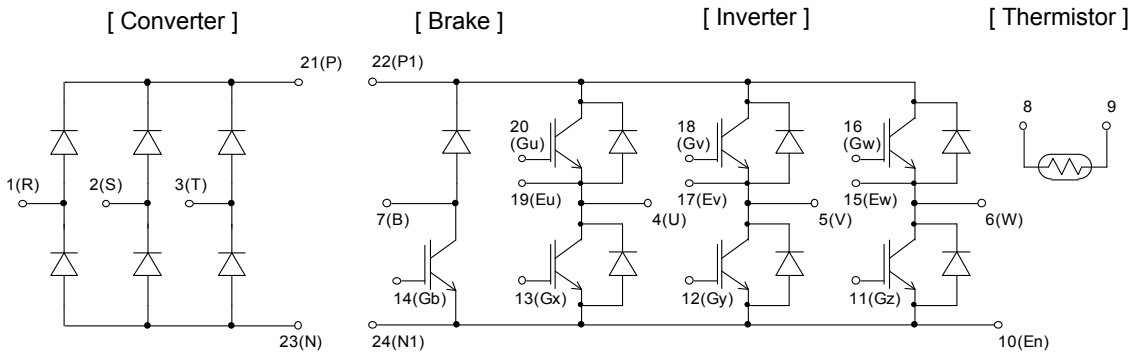 [ Converter ]
[ Brake ]
[ Inverter ]
[ Thermistor ]
21(P)
22(P1)
20
(Gu)
18
(Gv)
16
(Gw)
8
9
1(R)
2(S)
3(T)
7(B)
19(Eu)
4(U)
17(Ev)
5(V)
15(Ew)
6(W)
14(Gb)
13(Gx)
12(Gy)
11(Gz)
23(N)
24(N1)
10(En)